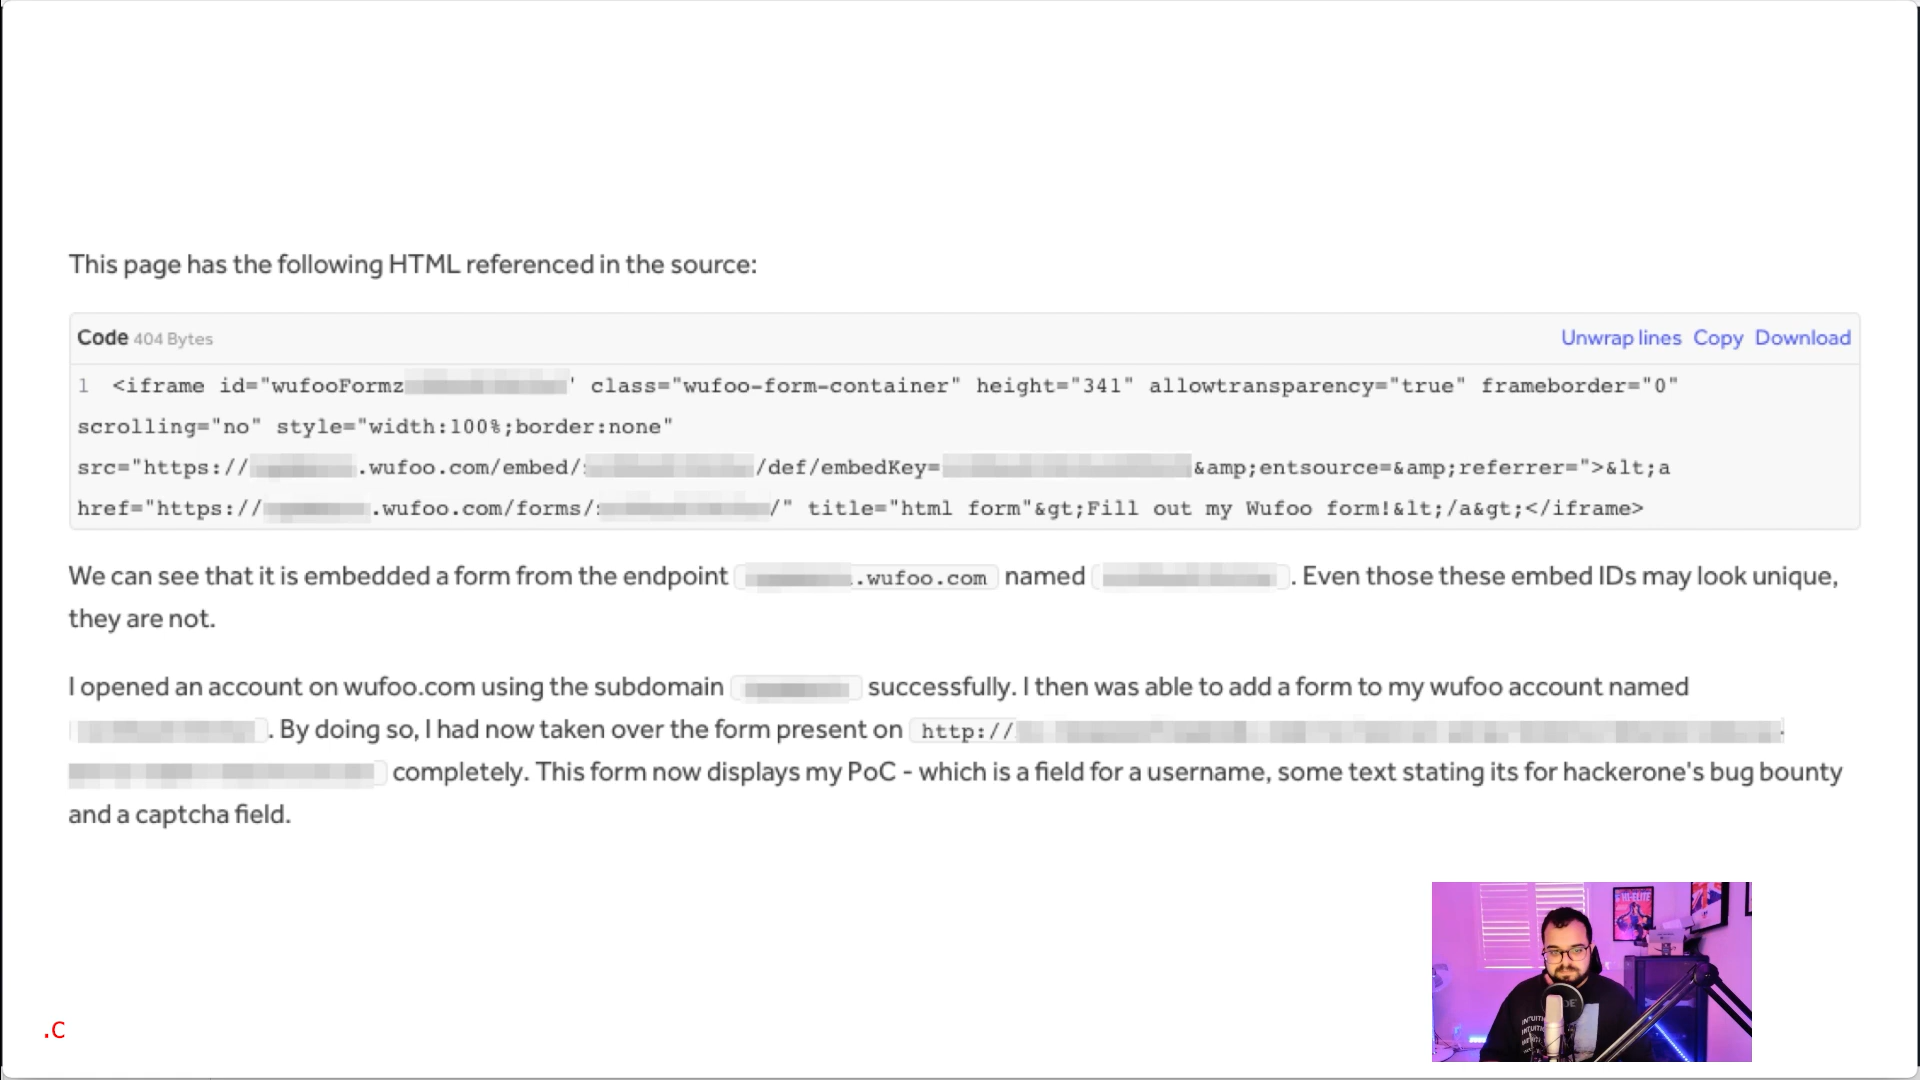 This page has the following HTML referenced in the source:
Code 404 Bytes
Unwrap lines Copy Download
1 <iframe id="wufooFormz ' class="wufoo-form-container" height="341" allowtransparency="true" frameborder="0"
scrolling="no" style="width:100%;border:none"
src="https:// .wufoo.com/embed/ /def/embedKey= &amp;entsource=&amp;referrer=">&lt;a
href="https:// .wufoo.com/forms/ /" title="html form"&gt;Fill out my Wufoo form!&lt;/a&gt;</iframe>
We can see that it is embedded a form from the endpoint .wufoo.com named . Even those these embed IDs may look unique,
they are not.
I opened an account on wufoo.com using the subdomain successfully. I then was able to add a form to my wufoo account named
. By doing so, I had now taken over the form present on http://
completely. This form now displays my PoC - which is a field for a username, some text stating its for hackerone's bug bounty
and a captcha field.
.c